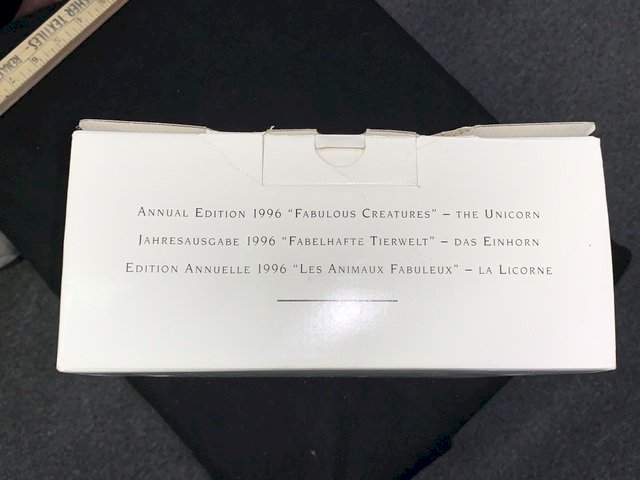 Annual Edition 1996 “Fabulous Creatures” – the Unicorn
Jahresausgabe 1996 “Fabelhafte Tierwelt” – das Einhorn
Edition Annuelle 1996 “Les Animaux Fabuleux” – la Licorne